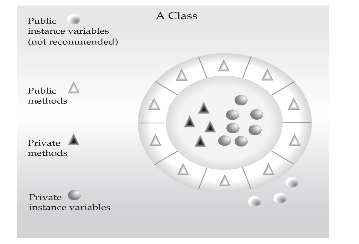 A Class
Public
instance variables
(not recommended)
Public
methods
Private
methods
Private
instance variables